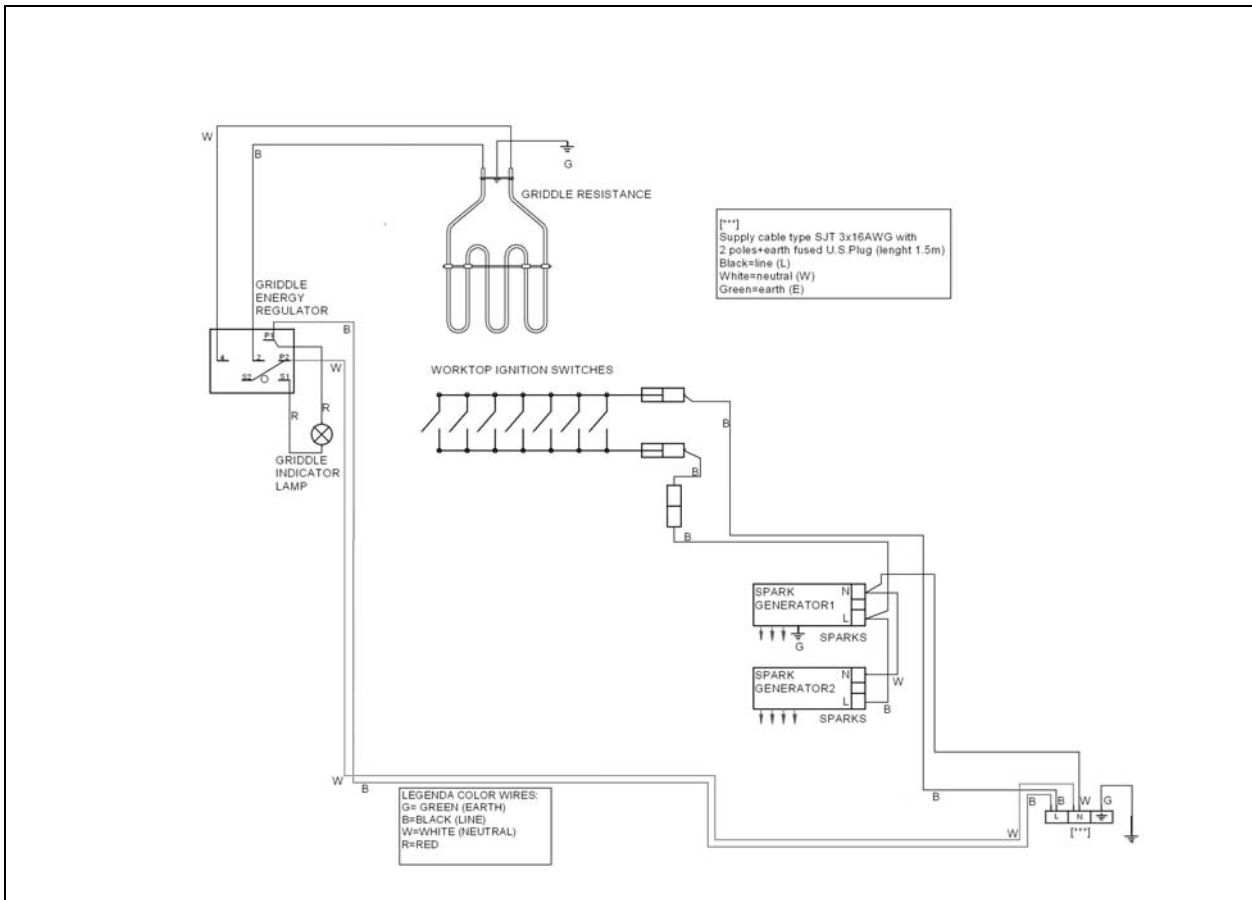 W
B
G
GRIDDLE RESISTANCE
[***]
Supply cable type SJT 3x16AWG with
2 poles+earth fused U.S.Plug (lenght 1.5m)
Black=line (L)
White=neutral (W)
Green=earth (E)
GRIDDLE
ENERGY
REGULATOR
P1
B
4
2
P2
W
S2
S1
R
R
GRIDDLE
INDICATOR
LAMP
WORKTOP IGNITION SWITCHES
B
B
B
SPARK
GENERATOR1
N
L
SPARKS
G
SPARK
GENERATOR2
N
L
SPARKS
W
B
W
B
LEGENDA COLOR WIRES:
G= GREEN (EARTH)
B=BLACK (LINE)
W=WHITE (NEUTRAL)
R=RED
B
W
B
B
W
G
L
N
[***]